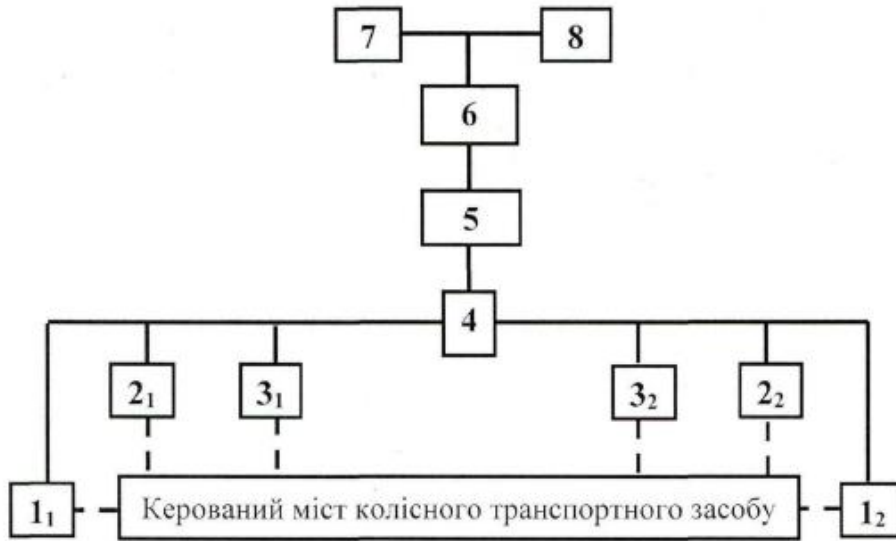 7 8
6
5
4
2₁ 3₁ 3₂ 2₂
1₁ Керований міст колісного транспортного засобу 1₂